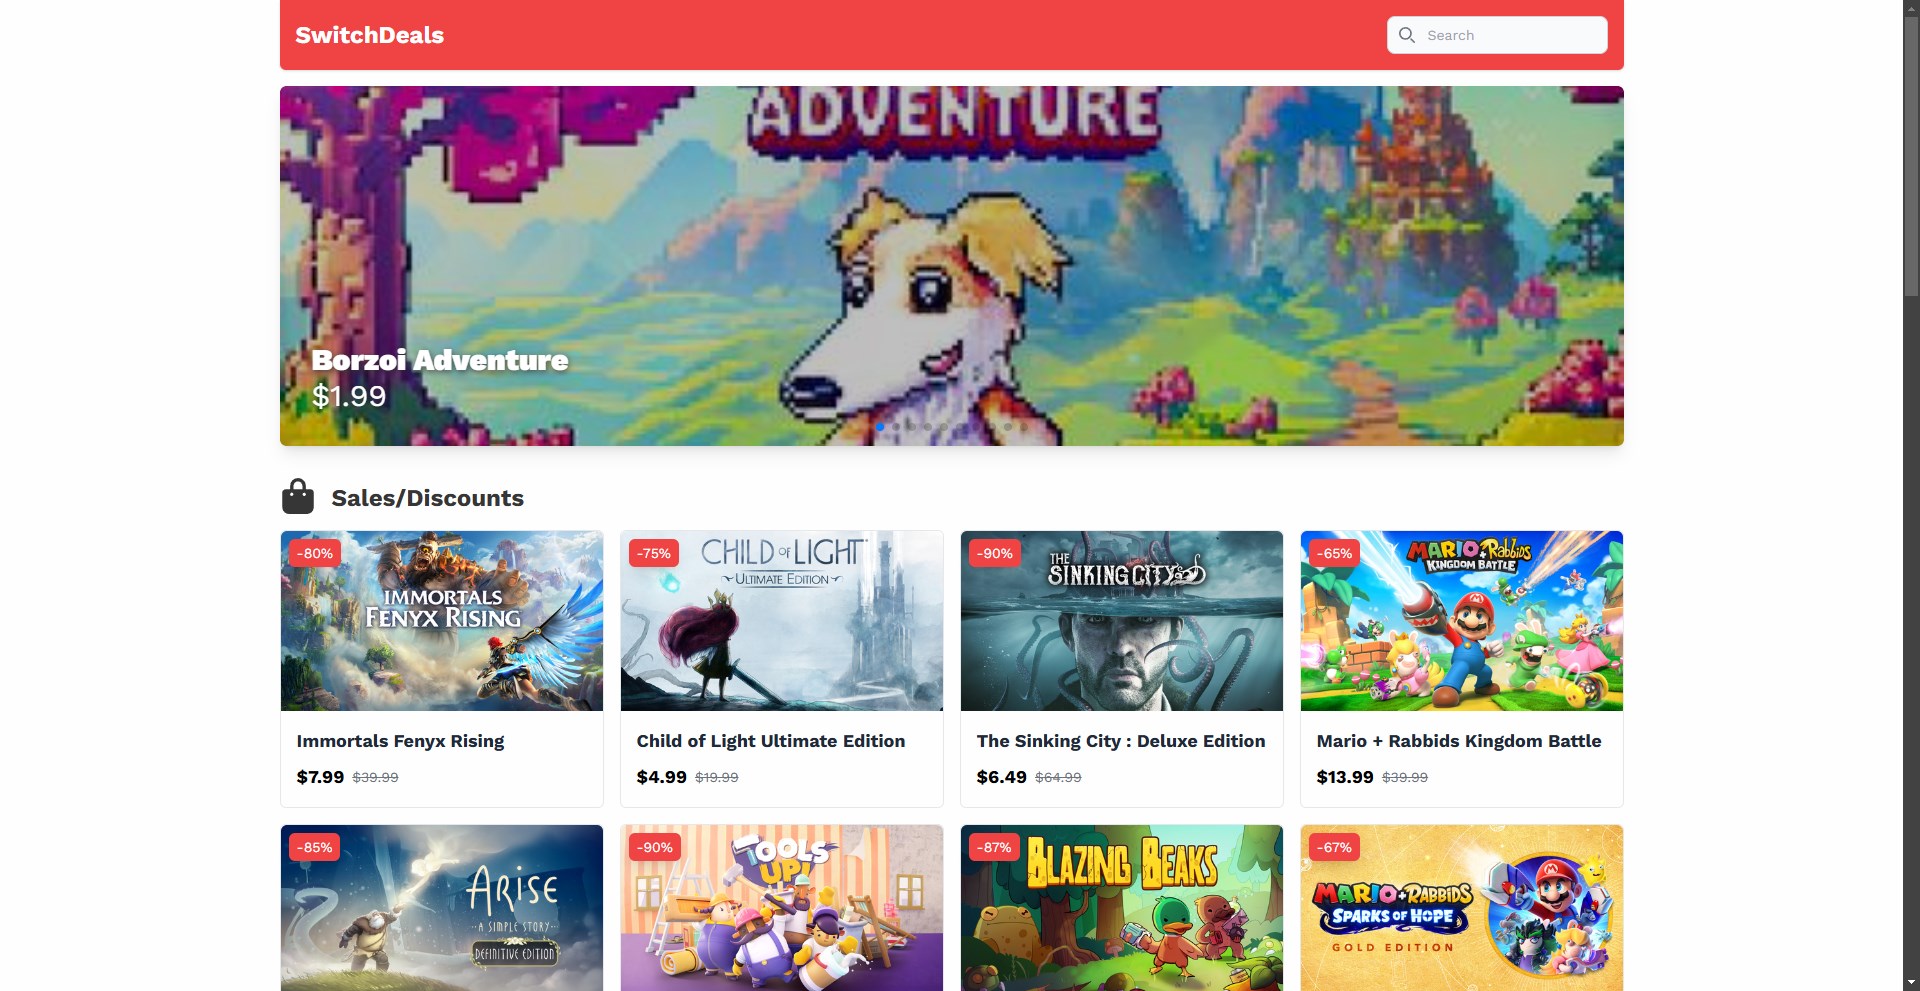 SwitchDeals
Search
ADVENTURE
Borzoi Adventure
$1.99
Sales/Discounts
-80%
IMMORTALS
FENYX RISING
Immortals Fenyx Rising
$7.99 $39.99
-75%
CHILD OF LIGHT
ULTIMATE EDITION
Child of Light Ultimate Edition
$4.99 $19.99
-90%
THE
SINKING CITY
The Sinking City : Deluxe Edition
$6.49 $64.99
-65%
MARIO + Rabbids
KINGDOM BATTLE
Mario + Rabbids Kingdom Battle
$13.99 $39.99
-85%
ARISE
A SIMPLE STORY
DEFINITIVE EDITION
-90%
TOOLS
UP!
-87%
BLAZING BEAKS
-67%
MARIO + RABBIDS
SPARKS OF HOPE
GOLD EDITION